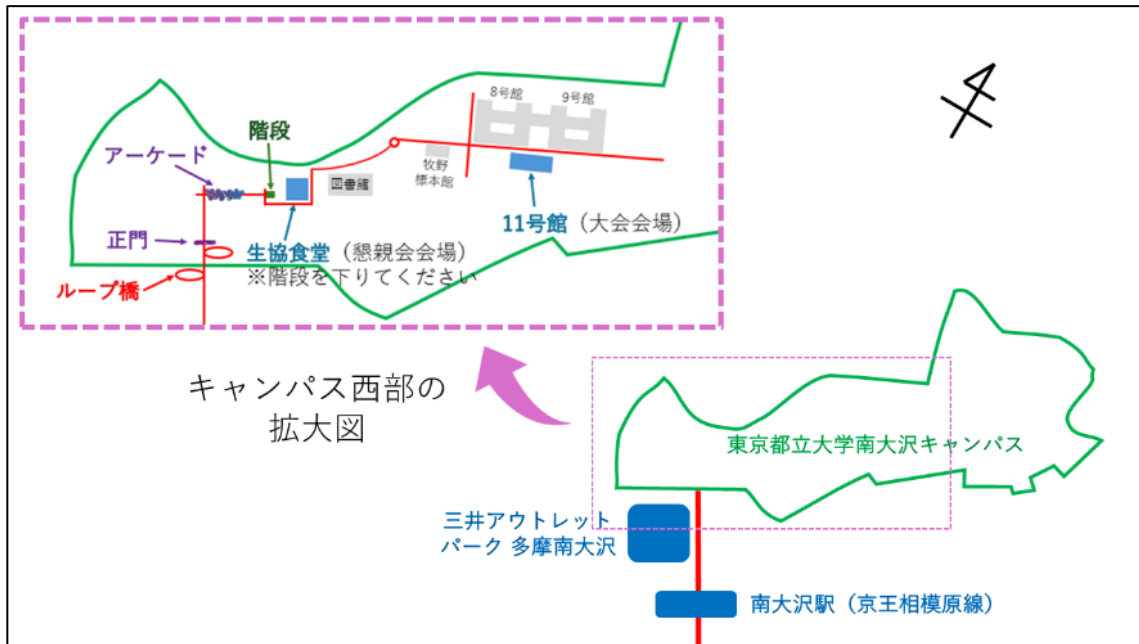 8号館
9号館
階段
アーケード
図書館
牧野
標本館
11号館（大会会場）
正門
生協食堂（懇親会会場）
※階段を下りてください
ループ橋
キャンパス西部の
拡大図
東京都立大学南大沢キャンパス
三井アウトレット
パーク 多摩南大沢
南大沢駅（京王相模原線）